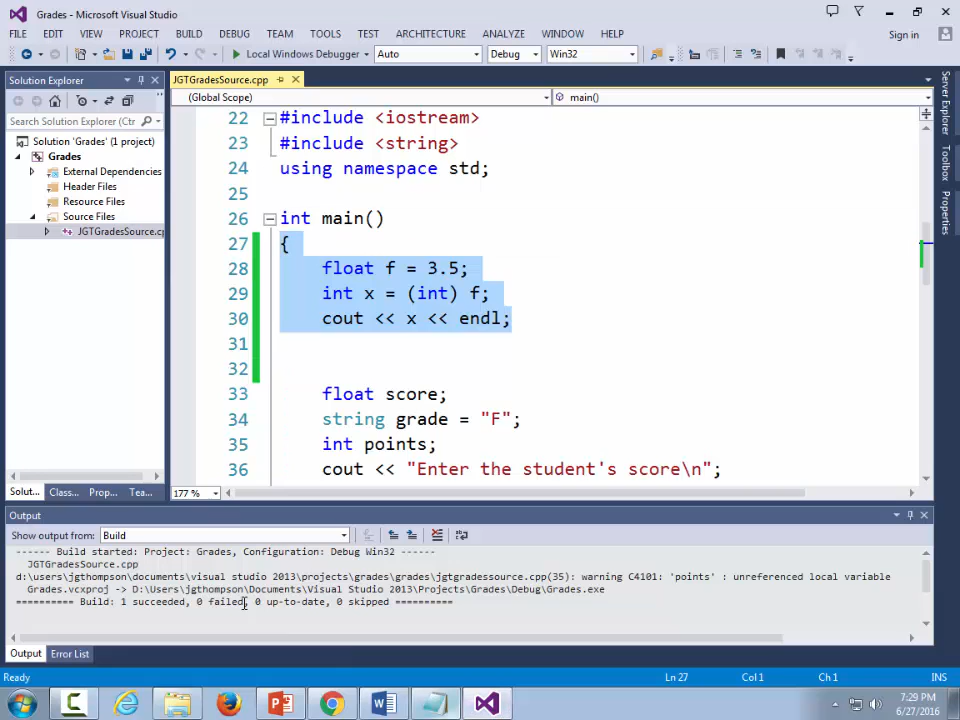 Grades - Microsoft Visual Studio
FILE EDIT VIEW PROJECT BUILD DEBUG TEAM TOOLS TEST ARCHITECTURE ANALYZE WINDOW HELP Sign in
Local Windows Debugger Auto Debug Win32
Solution Explorer
Search Solution Explorer (Ctr
Solution 'Grades' (1 project)
Grades
External Dependencies
Header Files
Resource Files
Source Files
JGTGradesSource.cp
Solut... Class... Prop... Tea...
JGTGradesSource.cpp
(Global Scope) main()
22 #include <iostream>
23 #include <string>
24 using namespace std;
25
26 int main()
27 {
28 float f = 3.5;
29 int x = (int) f;
30 cout << x << endl;
31
32
33 float score;
34 string grade = "F";
35 int points;
36 cout << "Enter the student's score\n";
177 %
Server Explorer
Toolbox
Properties
Output
Show output from: Build
------ Build started: Project: Grades, Configuration: Debug Win32 ------
JGTGradesSource.cpp
d:\users\jgthompson\documents\visual studio 2013\projects\grades\grades\jgtgradessource.cpp(35): warning C4101: 'points' : unreferenced local variable
Grades.vcxproj -> D:\Users\jgthompson\Documents\Visual Studio 2013\Projects\Grades\Debug\Grades.exe
========== Build: 1 succeeded, 0 failed, 0 up-to-date, 0 skipped ==========
Output Error List
Ready Ln 27 Col 1 Ch 1 INS
7:29 PM
6/27/2016